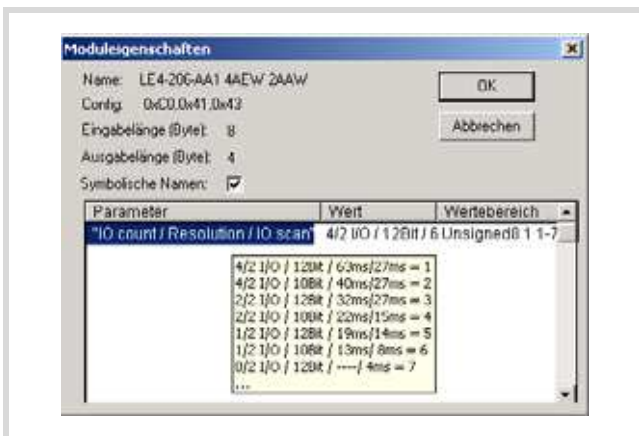 Moduleigenschaften
Name: LE4-206-AA1 4AEW 2AAW
Config: 0xC0,0x41,0x43
Eingabelänge (Byte): 8
Ausgabelänge (Byte): 4
Symbolische Namen:
OK
Abbrechen
Parameter Wert Wertebereich
"IO count / Resolution / IO scan" 4/2 I/O / 12Bit / 6 Unsigned8 1 1-7
4/2 I/O / 12Bit / 63ms/27ms = 1
4/2 I/O / 10Bit / 40ms/27ms = 2
2/2 I/O / 12Bit / 32ms/27ms = 3
2/2 I/O / 10Bit / 22ms/15ms = 4
1/2 I/O / 12Bit / 19ms/14ms = 5
1/2 I/O / 10Bit / 13ms/ 8ms = 6
0/2 I/O / 12Bit / ----/ 4ms = 7
...